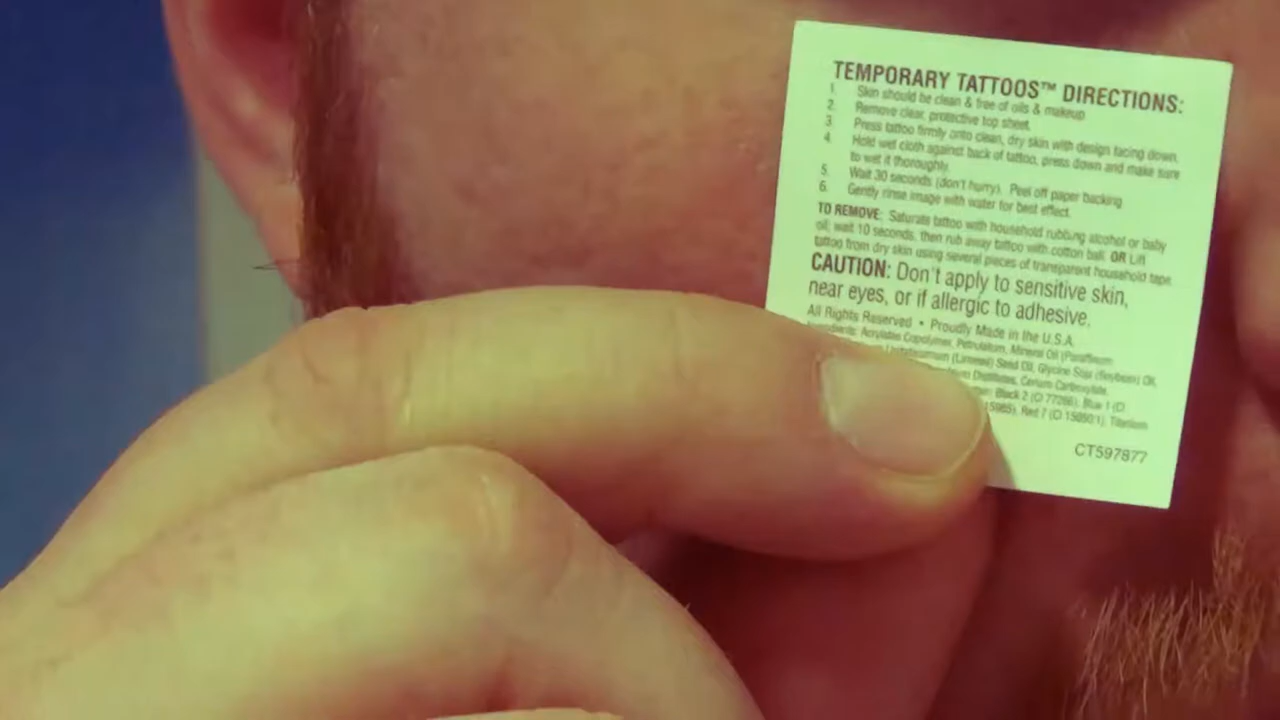 TEMPORARY TATTOOS™ DIRECTIONS:
1. Skin should be clean & free of oils & makeup
2. Remove clear, protective top sheet.
3. Press tattoo firmly onto clean, dry skin with design facing down.
4. Hold wet cloth against back of tattoo, press down and make sure
to wet it thoroughly.
5. Wait 30 seconds (don't hurry). Peel off paper backing
6. Gently rinse image with water for best effect.
TO REMOVE: Saturate tattoo with household rubbing alcohol or baby
oil; wait 10 seconds, then rub away tattoo with cotton ball. OR Lift
tattoo from dry skin using several pieces of transparent household tape.
CAUTION: Don't apply to sensitive skin,
near eyes, or if allergic to adhesive.
All Rights Reserved • Proudly Made in the U.S.A.
Ingredients: Acrylates Copolymer, Petrolatum, Mineral Oil (Paraffinum
(Linseed) Seed Oil, Glycine Soja (Soybean) Oil,
Distillates, Cerium Carboxylate,
Black 2 (CI 77266), Blue 1 (CI
15985), Red 7 (CI 15850:1), Titanium
CT597877